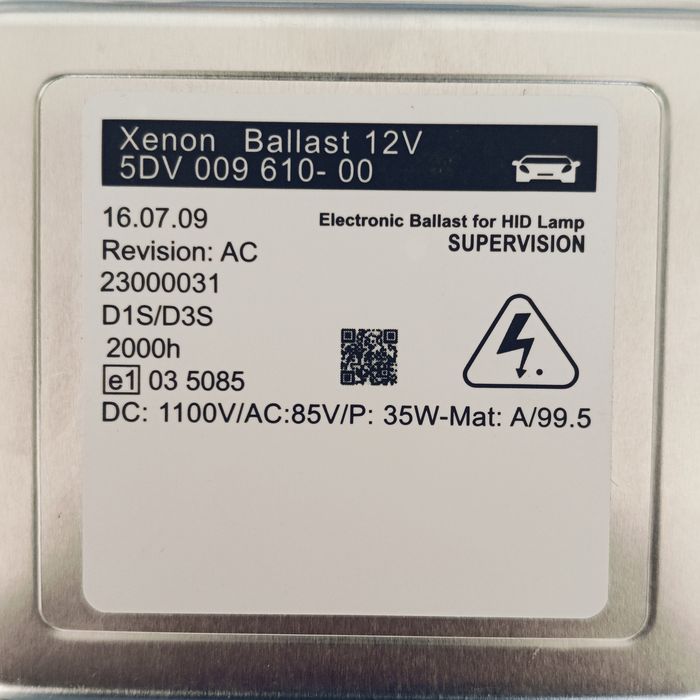 Xenon Ballast 12V
5DV 009 610- 00
16.07.09
Electronic Ballast for HID Lamp
Revision: AC
SUPERVISION
23000031
D1S/D3S
2000h
e1 03 5085
DC: 1100V/AC:85V/P: 35W-Mat: A/99.5